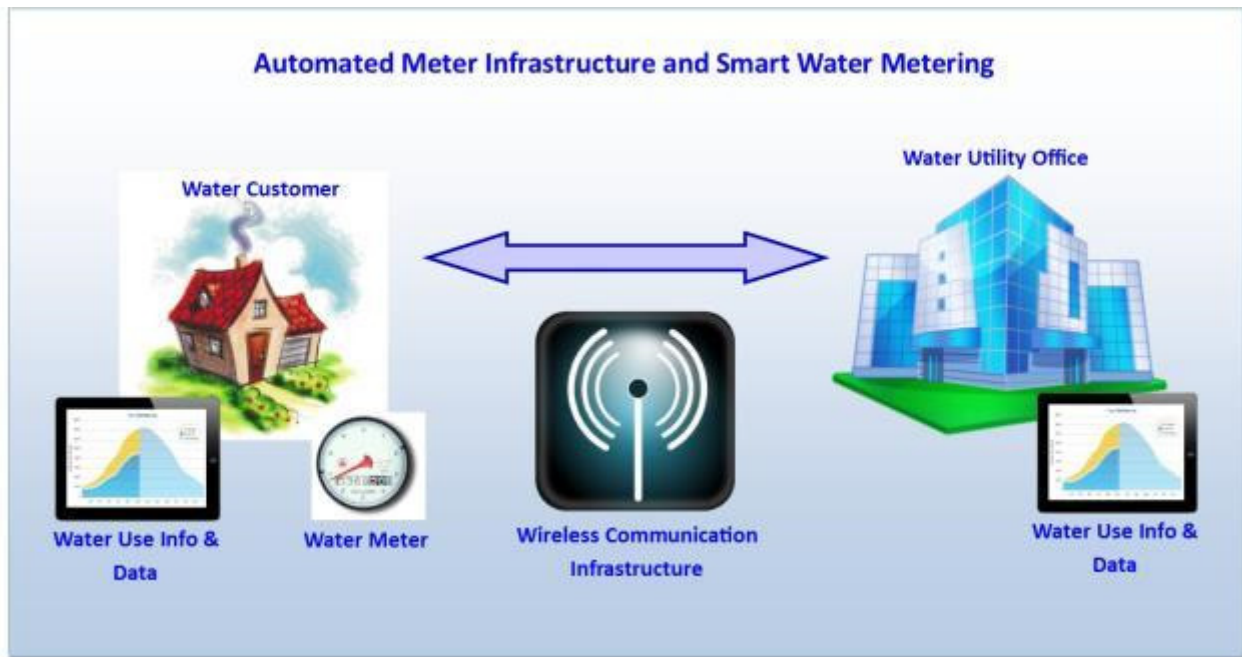 Automated Meter Infrastructure and Smart Water Metering
Water Utility Office
Water Customer
Water Use Info &
Data
Water Meter
Wireless Communication
Infrastructure
Water Use Info &
Data